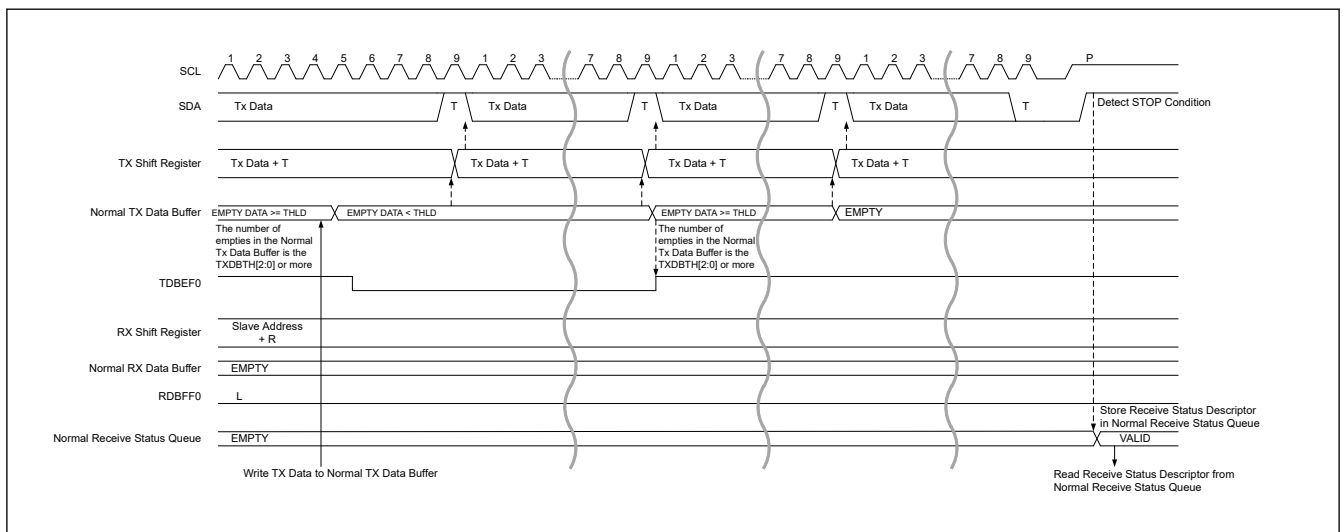 1 2 3 4 5 6 7 8 9 1 2 3 7 8 9 1 2 3 7 8 9 1 2 3 7 8 9 P
SCL
SDA Tx Data T Tx Data T Tx Data T Tx Data T Detect STOP Condition
TX Shift Register Tx Data + T Tx Data + T Tx Data + T Tx Data + T
Normal TX Data Buffer EMPTY DATA >= THLD EMPTY DATA < THLD EMPTY DATA >= THLD EMPTY
The number of
empties in the Normal
Tx Data Buffer is the
TXDBTH[2:0] or more
The number of
empties in the Normal
Tx Data Buffer is the
TXDBTH[2:0] or more
TDBEF0
RX Shift Register Slave Address
+ R
Normal RX Data Buffer EMPTY
RDBFF0 L
Store Receive Status Descriptor
in Normal Receive Status Queue
Normal Receive Status Queue EMPTY VALID
Write TX Data to Normal TX Data Buffer
Read Receive Status Descriptor from
Normal Receive Status Queue